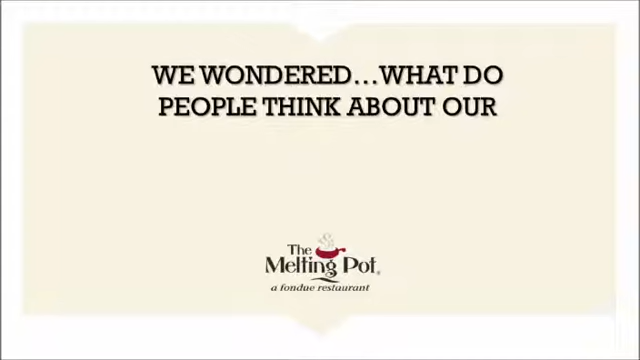 WE WONDERED...WHAT DO
PEOPLE THINK ABOUT OUR
The
Melting Pot®
a fondue restaurant